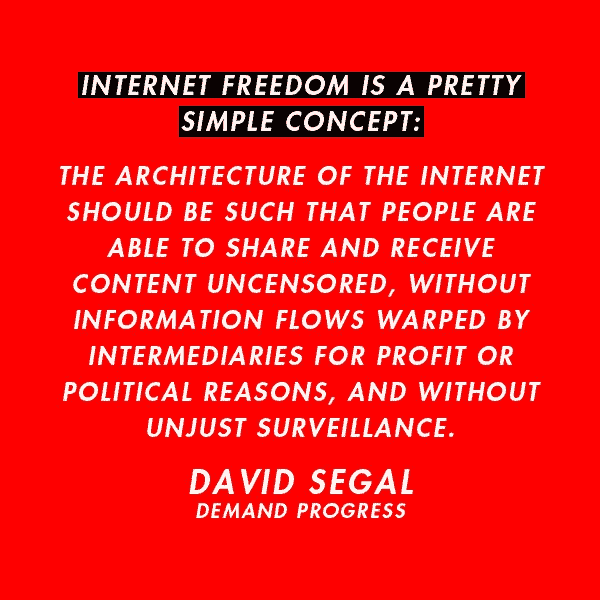 INTERNET FREEDOM IS A PRETTY
SIMPLE CONCEPT:
THE ARCHITECTURE OF THE INTERNET
SHOULD BE SUCH THAT PEOPLE ARE
ABLE TO SHARE AND RECEIVE
CONTENT UNCENSORED, WITHOUT
INFORMATION FLOWS WARPED BY
INTERMEDIARIES FOR PROFIT OR
POLITICAL REASONS, AND WITHOUT
UNJUST SURVEILLANCE.
DAVID SEGAL
DEMAND PROGRESS